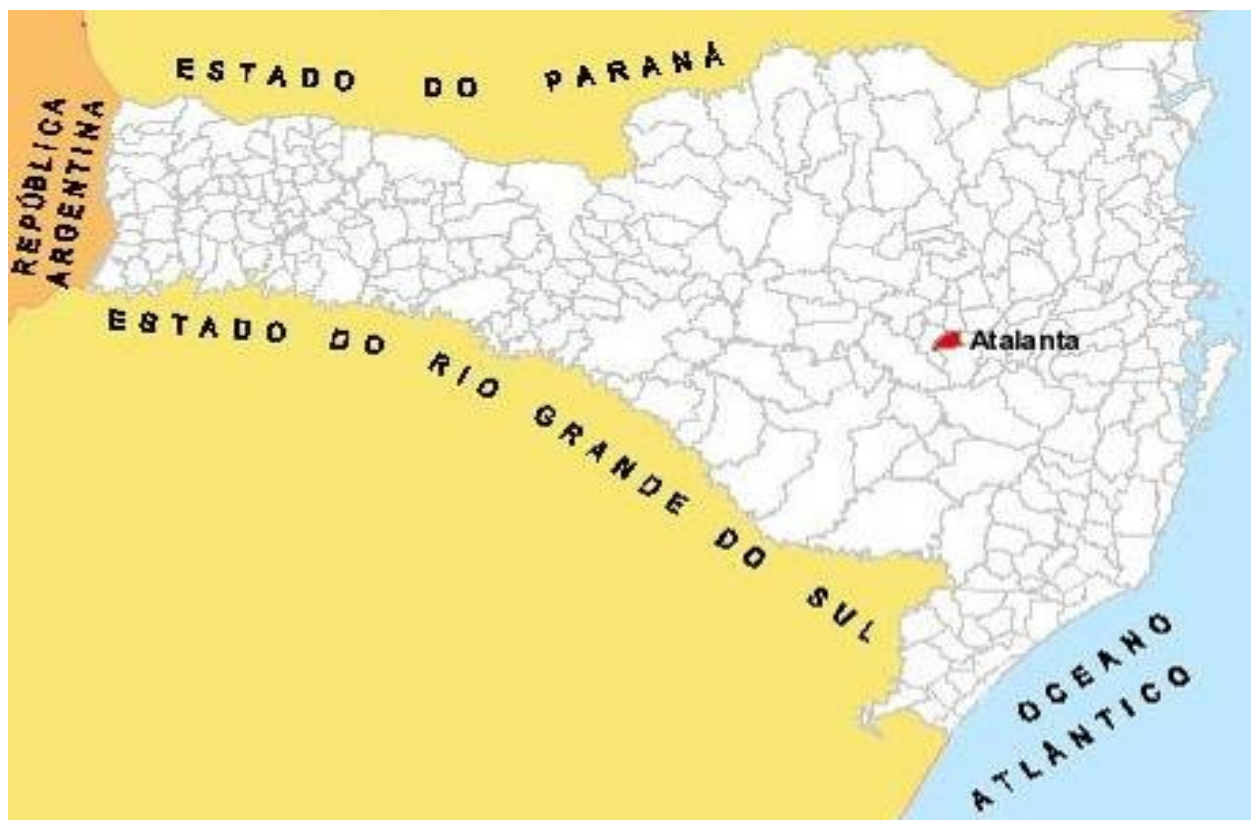 ESTADO DO PARANÁ
REPÚBLICA
ARGENTINA
ESTADO DO RIO GRANDE DO SUL
Atalanta
OCEANO
ATLÂNTICO